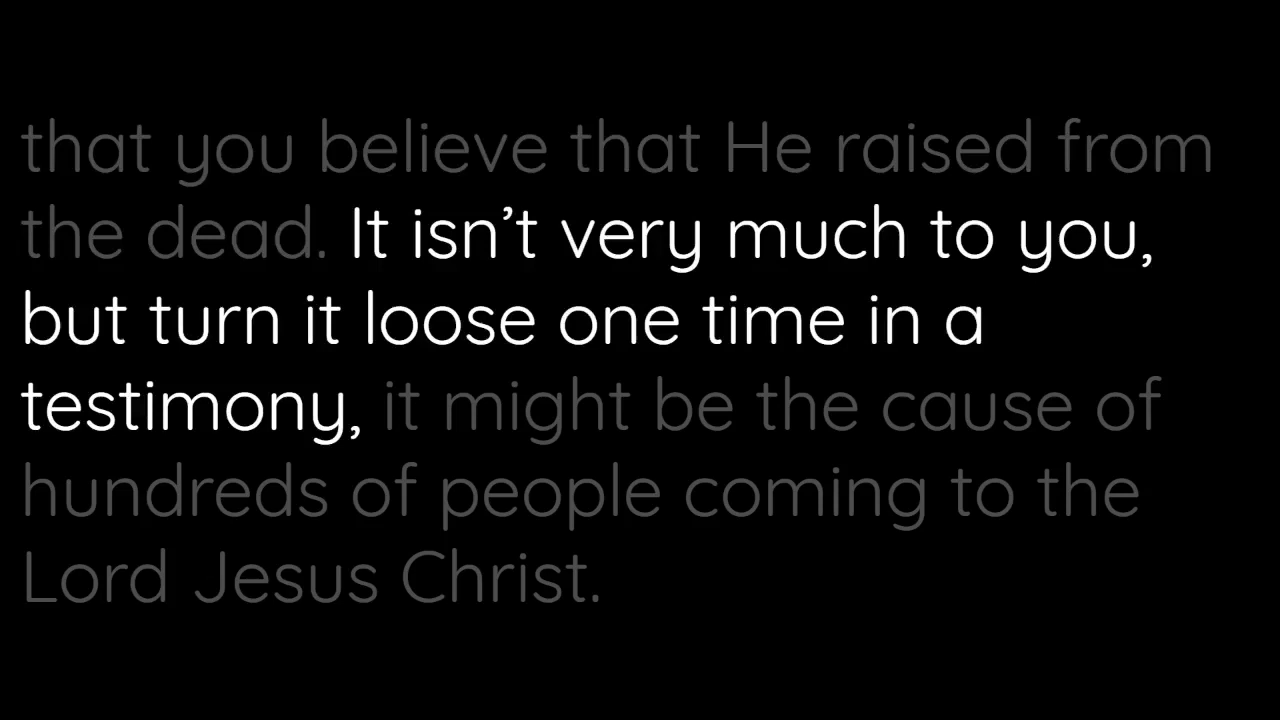 that you believe that He raised from
the dead. It isn’t very much to you,
but turn it loose one time in a
testimony, it might be the cause of
hundreds of people coming to the
Lord Jesus Christ.